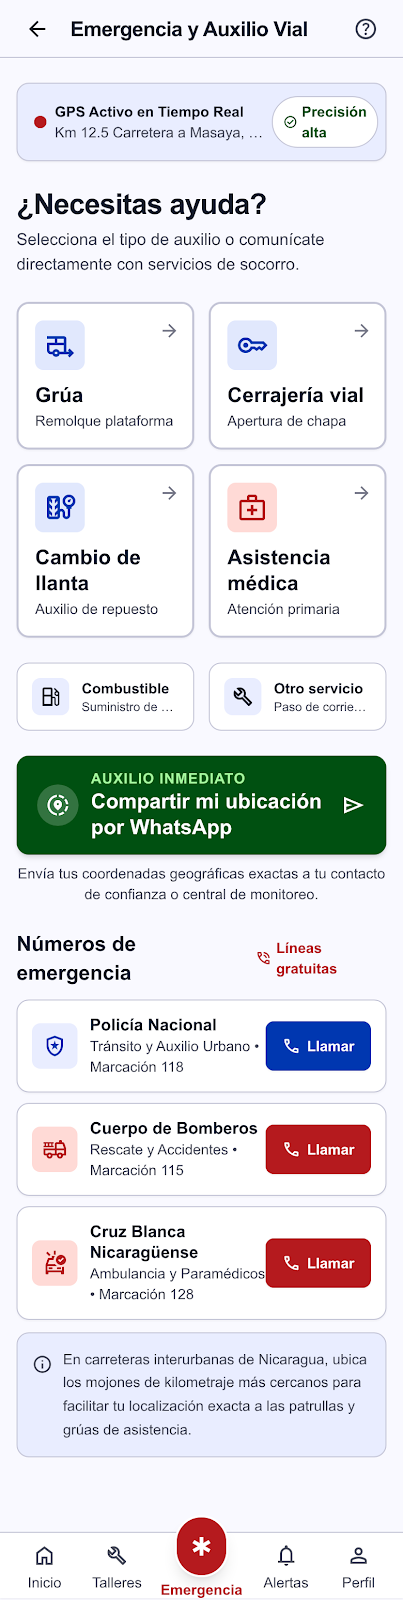 Emergencia y Auxilio Vial
GPS Activo en Tiempo Real
Km 12.5 Carretera a Masaya, ...
Precisión
alta
¿Necesitas ayuda?
Selecciona el tipo de auxilio o comunícate
directamente con servicios de socorro.
Grúa
Remolque plataforma
Cerrajería vial
Apertura de chapa
Cambio de
llanta
Auxilio de repuesto
Asistencia
médica
Atención primaria
Combustible
Suministro de ...
Otro servicio
Paso de corrie...
AUXILIO INMEDIATO
Compartir mi ubicación
por WhatsApp
Envía tus coordenadas geográficas exactas a tu contacto
de confianza o central de monitoreo.
Números de
emergencia
Líneas
gratuitas
Policía Nacional
Tránsito y Auxilio Urbano •
Marcación 118
Llamar
Cuerpo de Bomberos
Rescate y Accidentes •
Marcación 115
Llamar
Cruz Blanca
Nicaragüense
Ambulancia y Paramédicos
• Marcación 128
Llamar
En carreteras interurbanas de Nicaragua, ubica
los mojones de kilometraje más cercanos para
facilitar tu localización exacta a las patrullas y
grúas de asistencia.
Inicio
Talleres
Emergencia
Alertas
Perfil